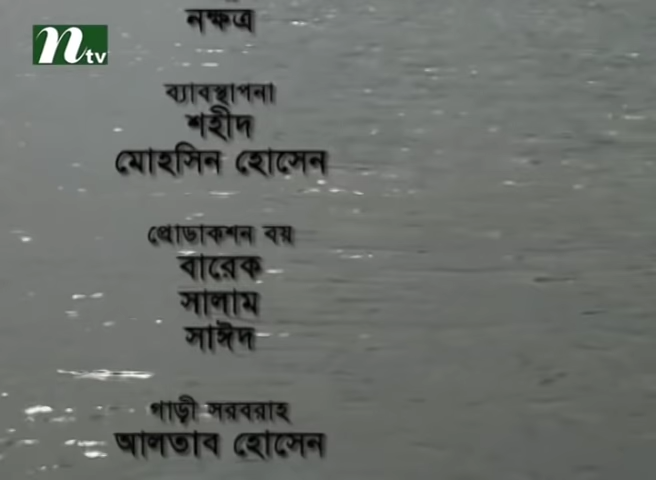 নক্ষত্র
ntv
ব্যাবস্থাপনা
শহীদ
মোহসিন হোসেন
প্রোডাকশন বয়
বারেক
সালাম
সাঈদ
গাড়ী সরবরাহ
আলতাব হোসেন